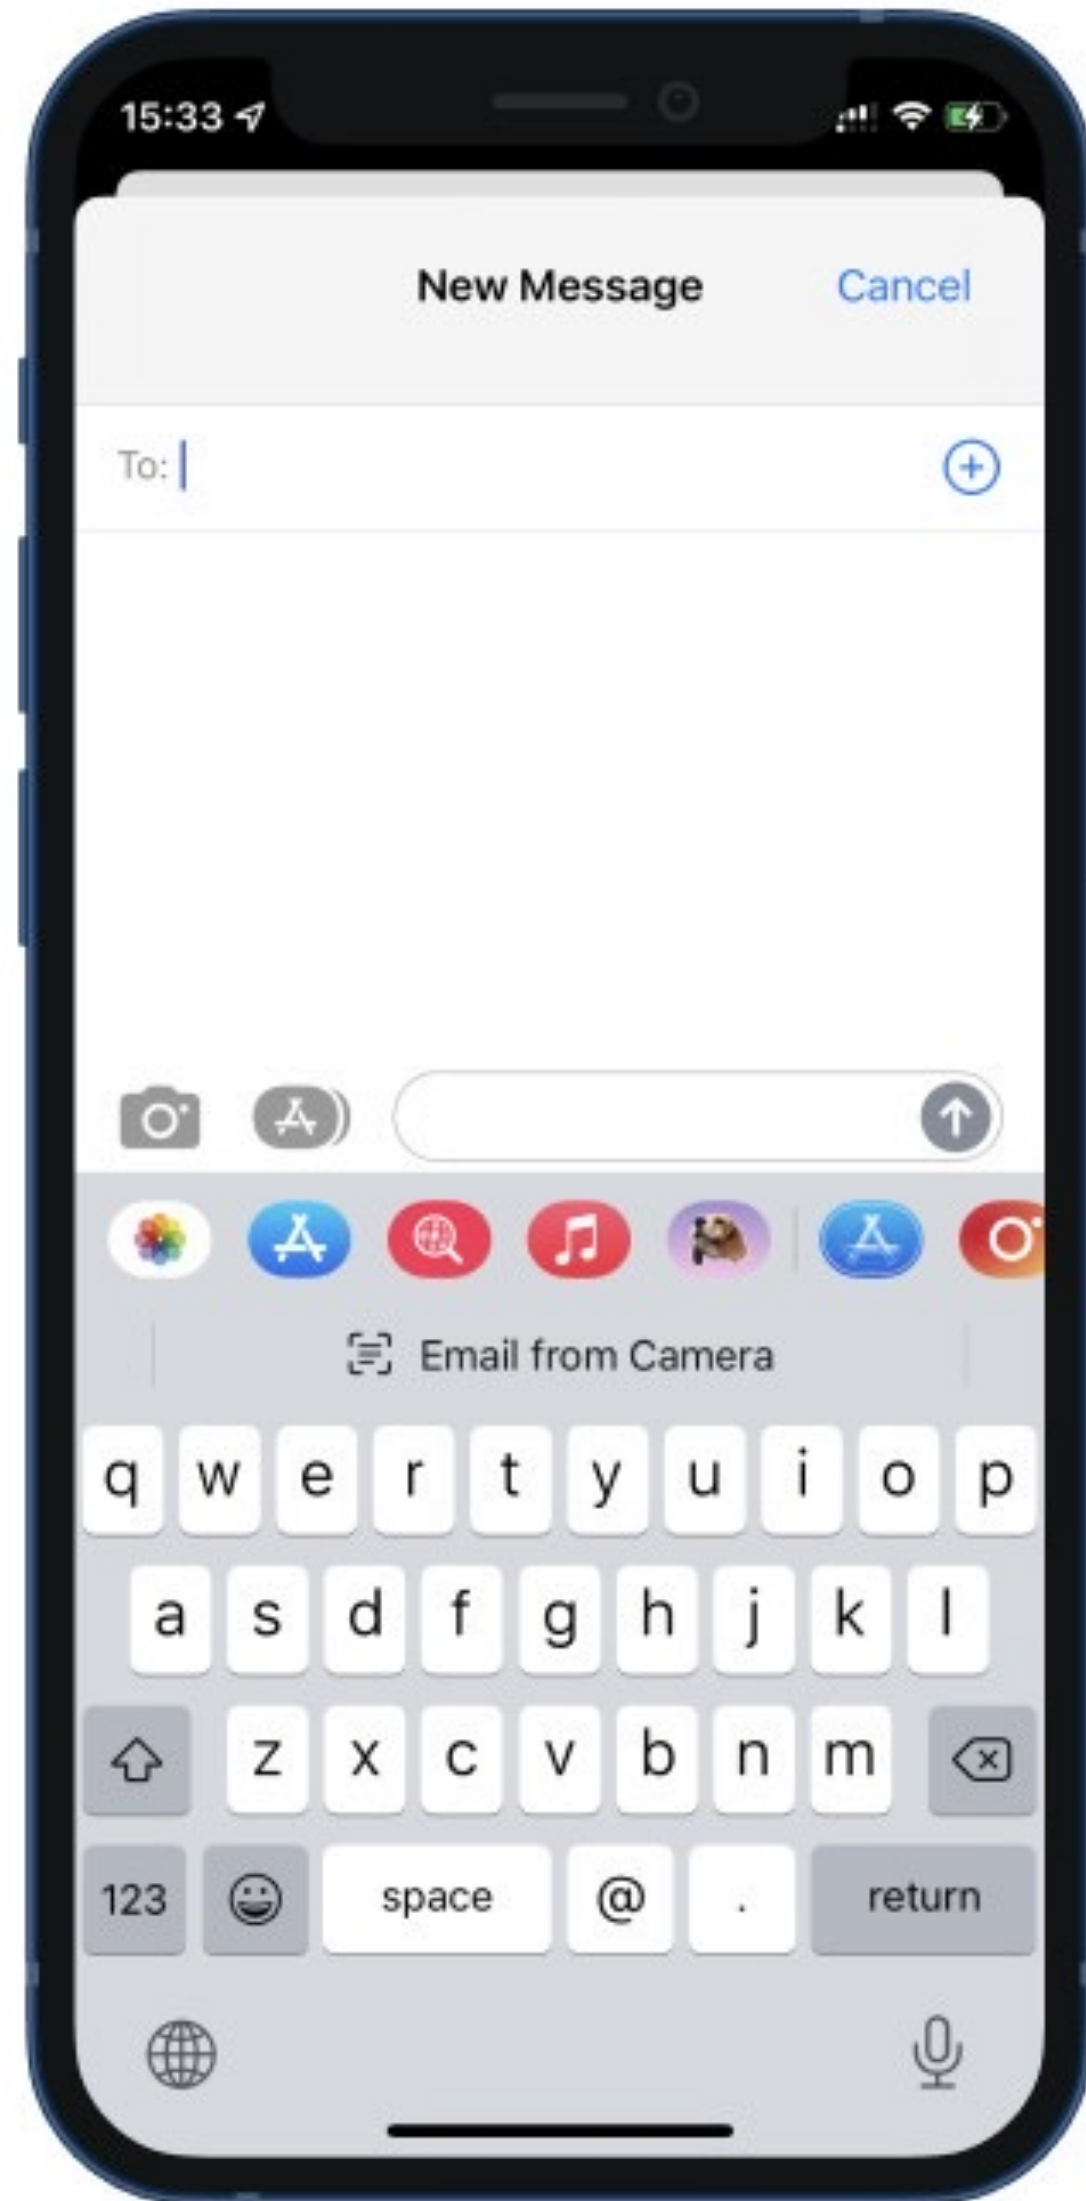 15:33
New Message Cancel
To:
Email from Camera
q w e r t y u i o p
a s d f g h j k l
z x c v b n m
123 space @ . return